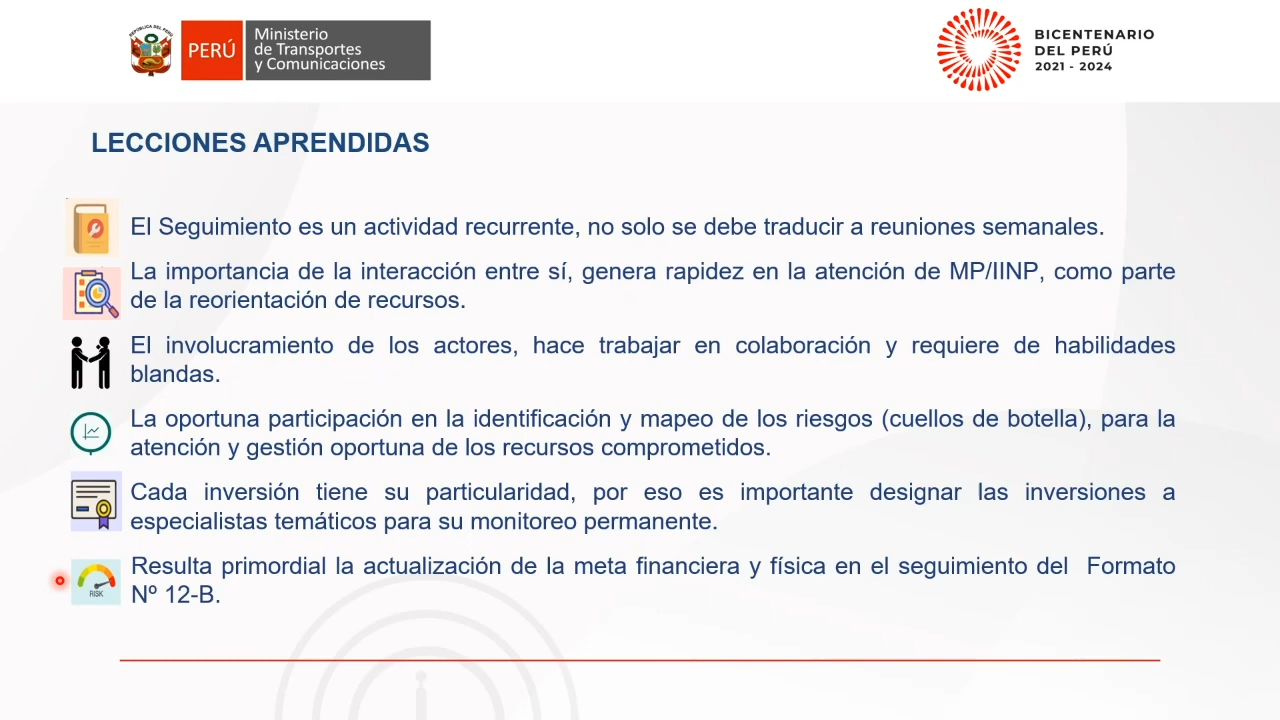 REPÚBLICA DEL PERÚ
PERÚ
Ministerio
de Transportes
y Comunicaciones
BICENTENARIO
DEL PERÚ
2021 - 2024
LECCIONES APRENDIDAS
El Seguimiento es un actividad recurrente, no solo se debe traducir a reuniones semanales.
La importancia de la interacción entre sí, genera rapidez en la atención de MP/IINP, como parte
de la reorientación de recursos.
El involucramiento de los actores, hace trabajar en colaboración y requiere de habilidades
blandas.
La oportuna participación en la identificación y mapeo de los riesgos (cuellos de botella), para la
atención y gestión oportuna de los recursos comprometidos.
Cada inversión tiene su particularidad, por eso es importante designar las inversiones a
especialistas temáticos para su monitoreo permanente.
Resulta primordial la actualización de la meta financiera y física en el seguimiento del Formato
Nº 12-B.
RISK